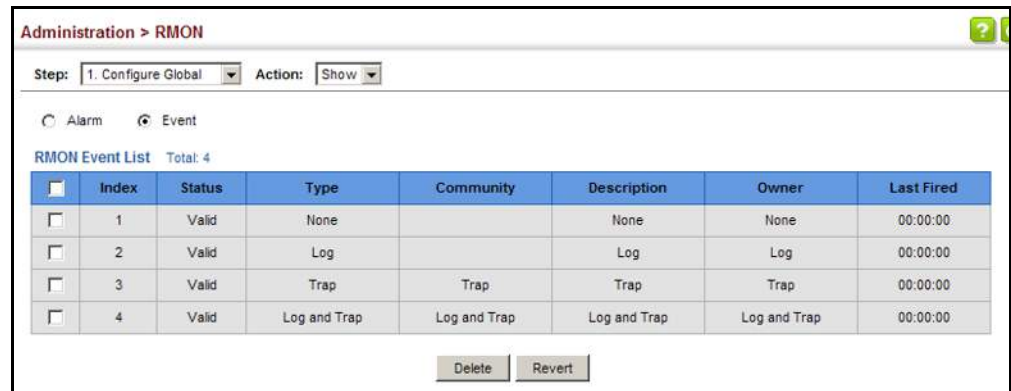 Administration > RMON ?
Step: 1. Configure Global Action: Show
Alarm Event
RMON Event List Total: 4
Index Status Type Community Description Owner Last Fired
1 Valid None None None 00:00:00
2 Valid Log Log Log 00:00:00
3 Valid Trap Trap Trap Trap 00:00:00
4 Valid Log and Trap Log and Trap Log and Trap Log and Trap 00:00:00
Delete Revert